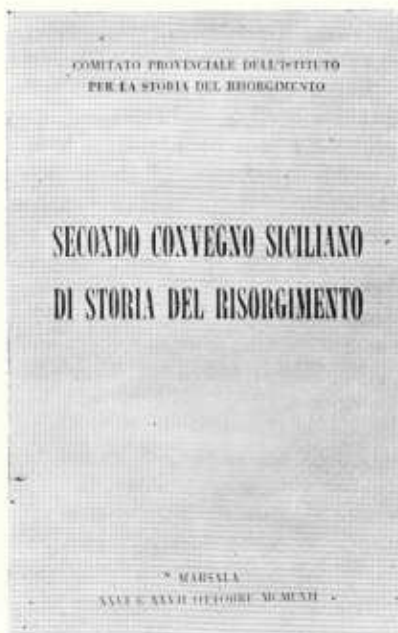 COMITATO PROVINCIALE DELL'ISTITUTO
PER LA STORIA DEL RISORGIMENTO
SECONDO CONVEGNO SICILIANO
DI STORIA DEL RISORGIMENTO
MARSALA
XXVI E XXVII OTTOBRE